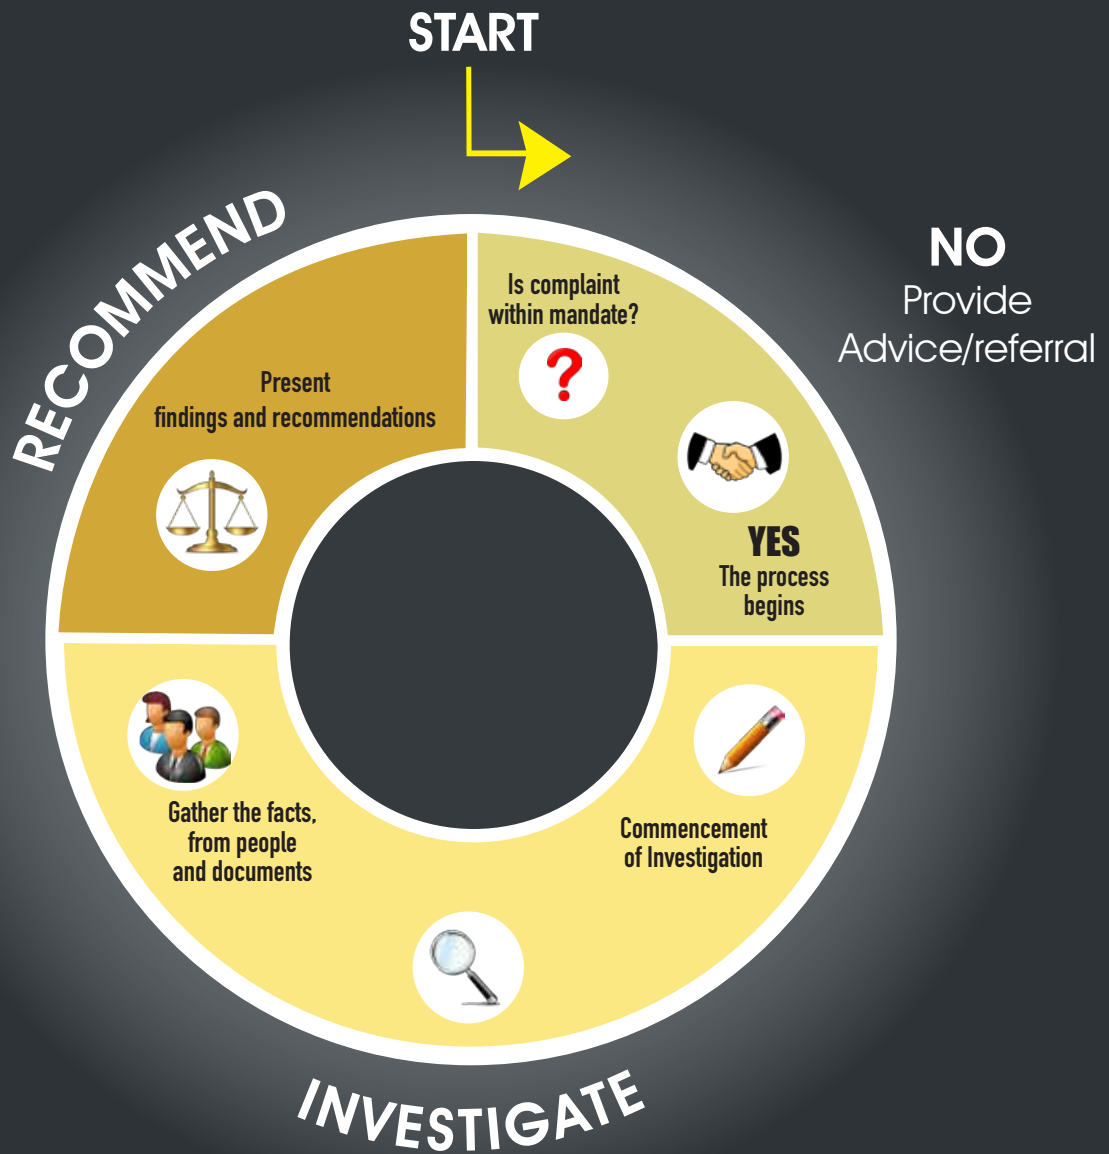 START
NO
Provide
Advice/referral
Is complaint
within mandate?
?
YES
The process
begins
Commencement
of Investigation
INVESTIGATE
Gather the facts,
from people
and documents
RECOMMEND
Present
findings and recommendations